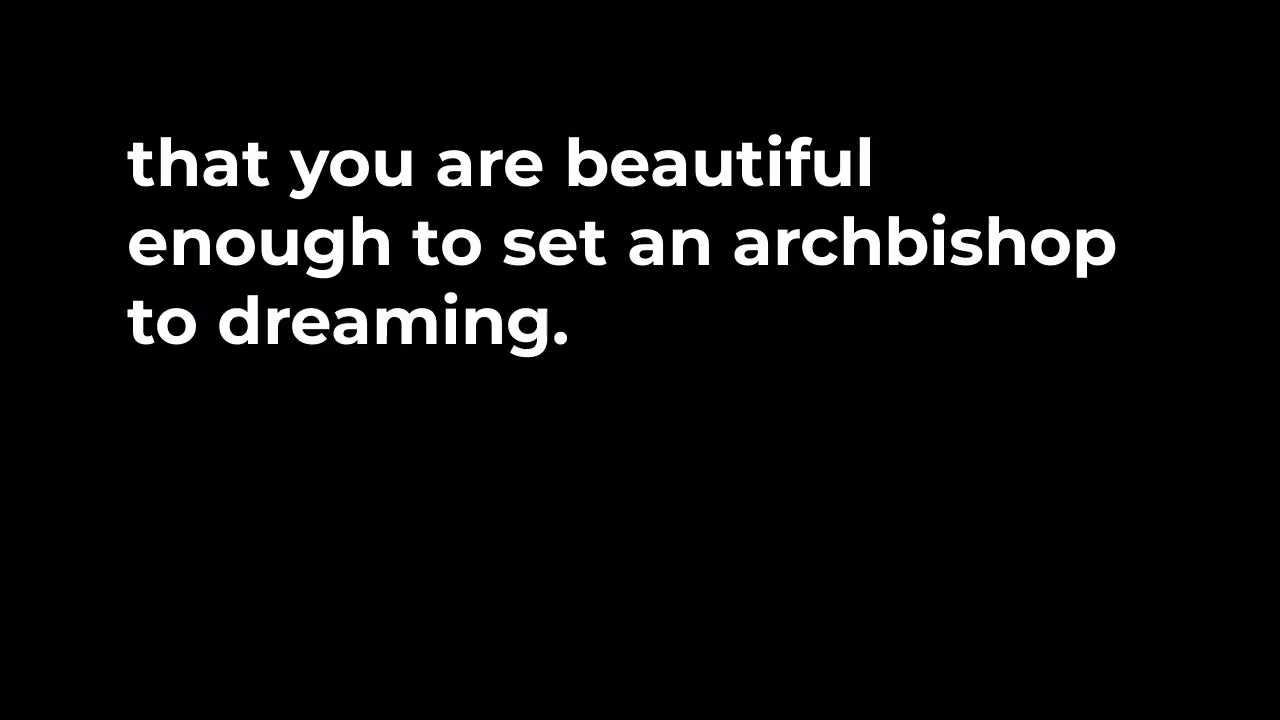 that you are beautiful
enough to set an archbishop
to dreaming.